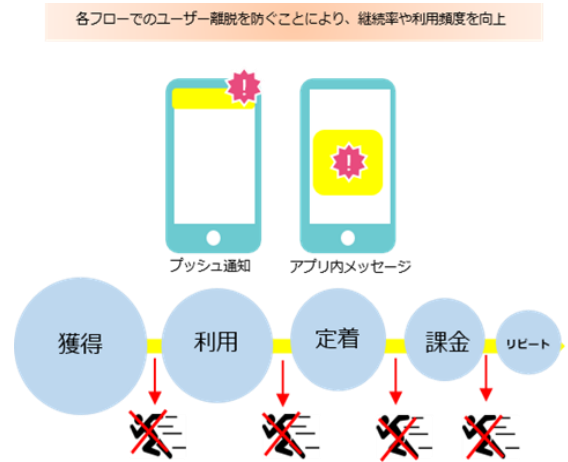 各フローでのユーザー離脱を防ぐことにより、継続率や利用頻度を向上
プッシュ通知
アプリ内メッセージ
獲得
利用
定着
課金
リピート